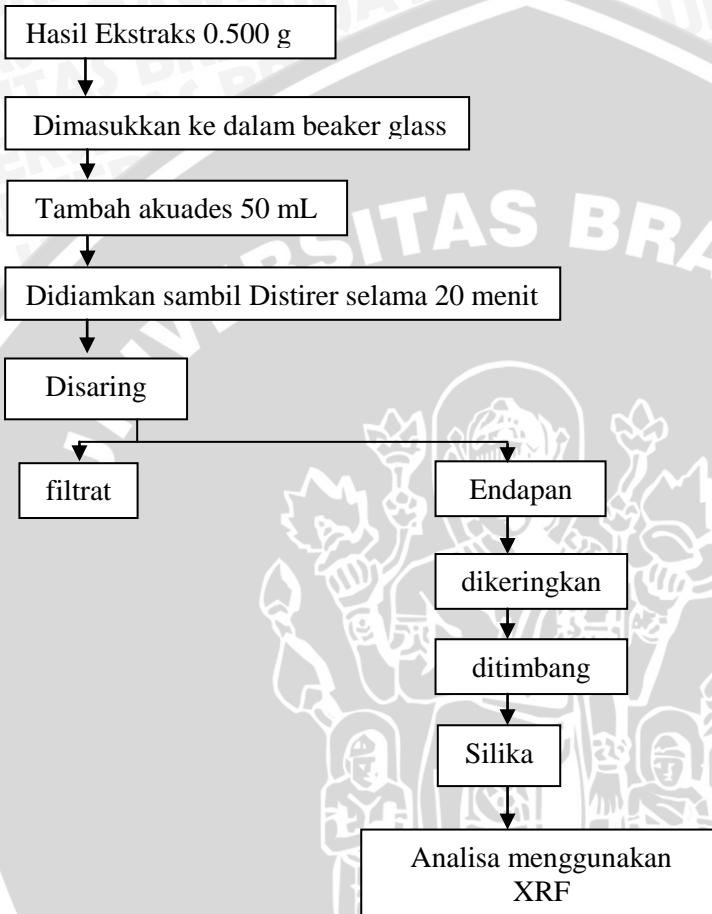 Hasil Ekstraks 0.500 g
Dimasukkan ke dalam beaker glass
Tambah akuades 50 mL
Didiamkan sambil Distirer selama 20 menit
Disaring
filtrat
Endapan
dikeringkan
ditimbang
Silika
Analisa menggunakan
XRF